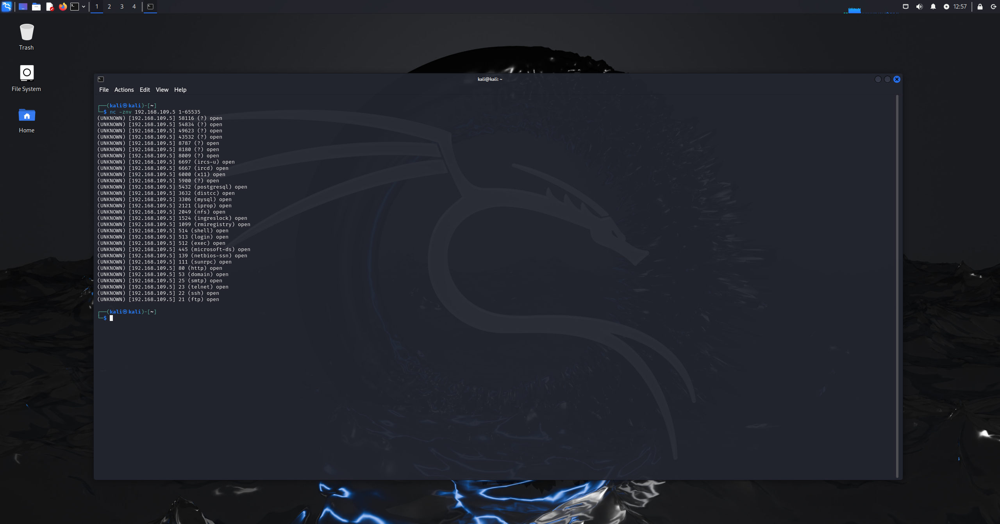 1 2 3 4 12:57
Trash
File System
Home
kali@kali: ~
File Actions Edit View Help
┌──(kali㉿kali)-[~]
└─$ nc -znv 192.168.109.5 1-65535
(UNKNOWN) [192.168.109.5] 58116 (?) open
(UNKNOWN) [192.168.109.5] 54834 (?) open
(UNKNOWN) [192.168.109.5] 49623 (?) open
(UNKNOWN) [192.168.109.5] 43532 (?) open
(UNKNOWN) [192.168.109.5] 8787 (?) open
(UNKNOWN) [192.168.109.5] 8180 (?) open
(UNKNOWN) [192.168.109.5] 8009 (?) open
(UNKNOWN) [192.168.109.5] 6697 (ircs-u) open
(UNKNOWN) [192.168.109.5] 6667 (ircd) open
(UNKNOWN) [192.168.109.5] 6000 (x11) open
(UNKNOWN) [192.168.109.5] 5900 (?) open
(UNKNOWN) [192.168.109.5] 5432 (postgresql) open
(UNKNOWN) [192.168.109.5] 3632 (distcc) open
(UNKNOWN) [192.168.109.5] 3306 (mysql) open
(UNKNOWN) [192.168.109.5] 2121 (iprop) open
(UNKNOWN) [192.168.109.5] 2049 (nfs) open
(UNKNOWN) [192.168.109.5] 1524 (ingreslock) open
(UNKNOWN) [192.168.109.5] 1099 (rmiregistry) open
(UNKNOWN) [192.168.109.5] 514 (shell) open
(UNKNOWN) [192.168.109.5] 513 (login) open
(UNKNOWN) [192.168.109.5] 512 (exec) open
(UNKNOWN) [192.168.109.5] 445 (microsoft-ds) open
(UNKNOWN) [192.168.109.5] 139 (netbios-ssn) open
(UNKNOWN) [192.168.109.5] 111 (sunrpc) open
(UNKNOWN) [192.168.109.5] 80 (http) open
(UNKNOWN) [192.168.109.5] 53 (domain) open
(UNKNOWN) [192.168.109.5] 25 (smtp) open
(UNKNOWN) [192.168.109.5] 23 (telnet) open
(UNKNOWN) [192.168.109.5] 22 (ssh) open
(UNKNOWN) [192.168.109.5] 21 (ftp) open
┌──(kali㉿kali)-[~]
└─$